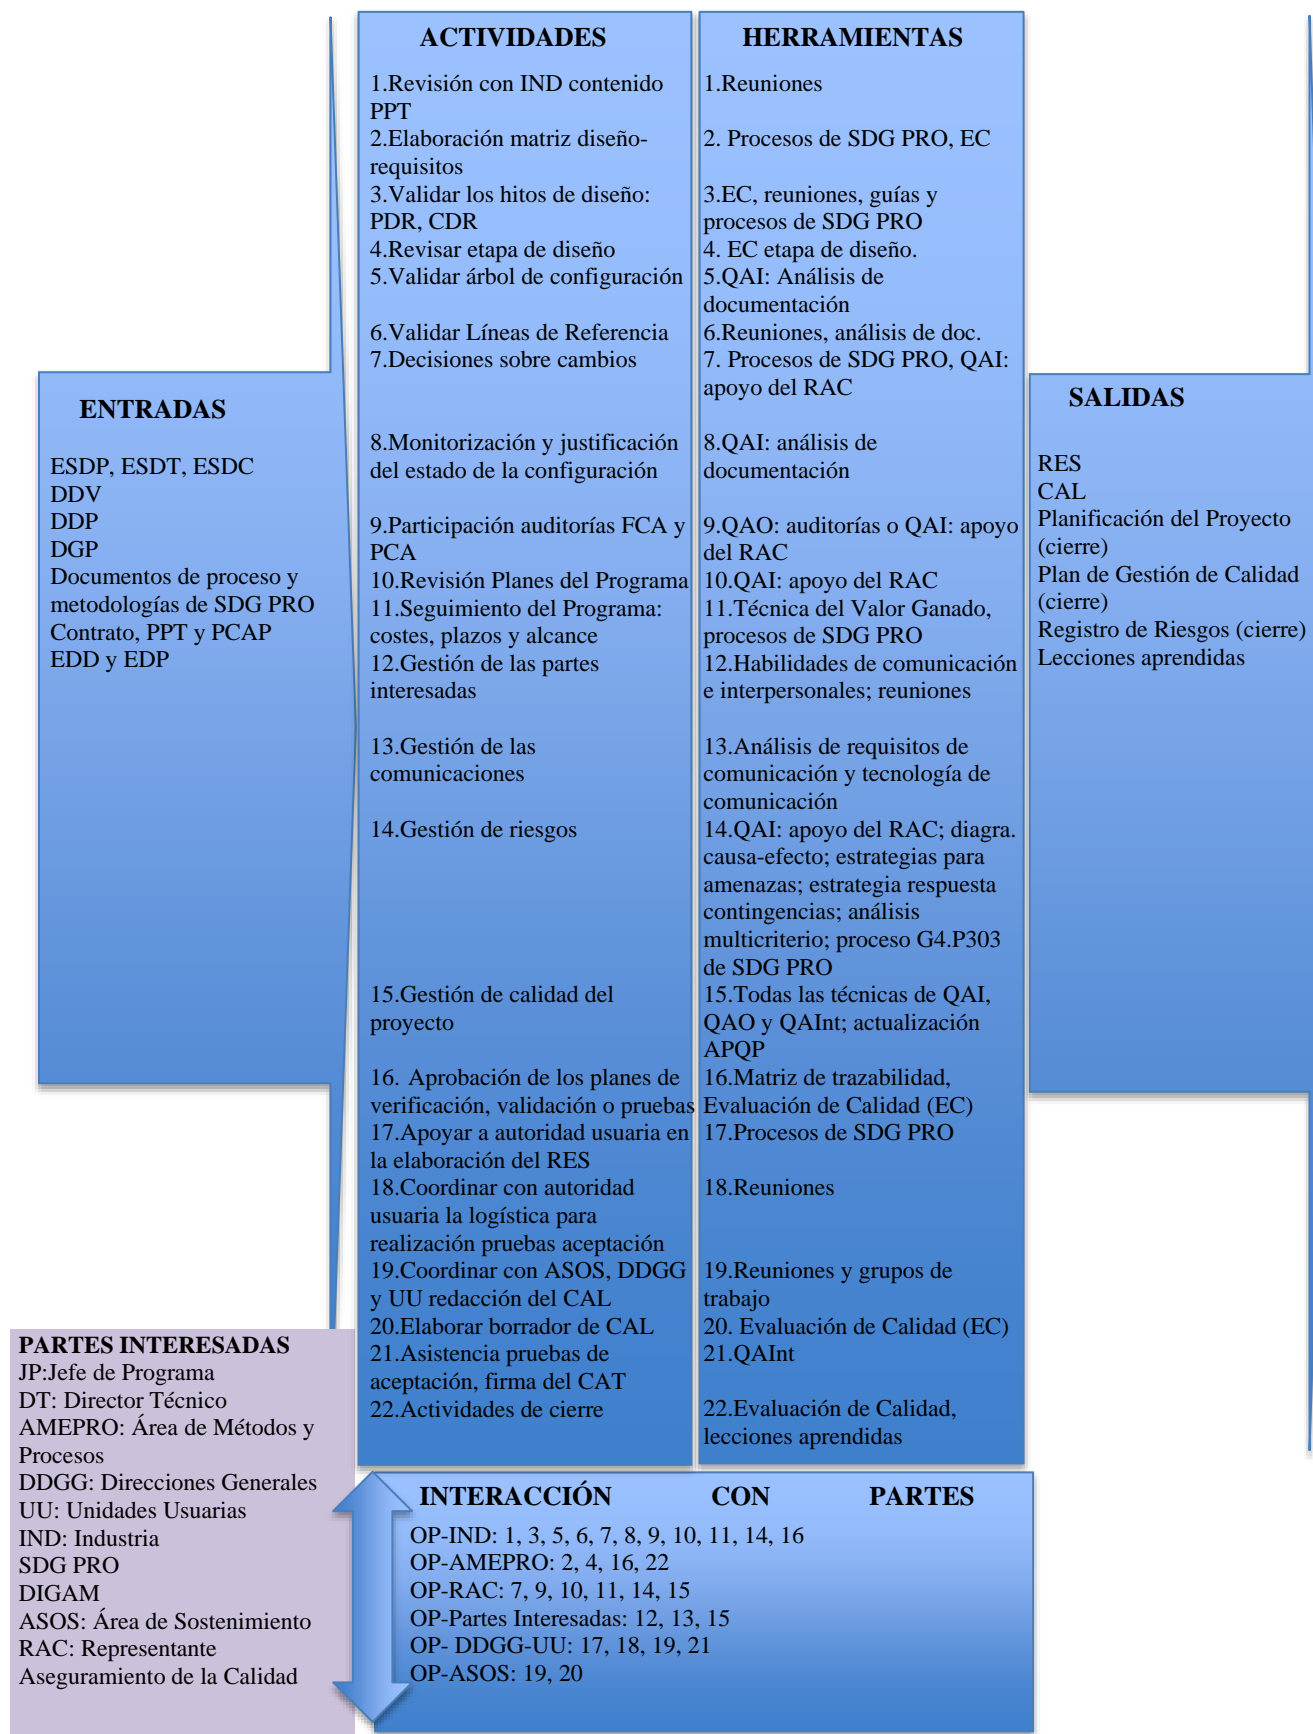 ENTRADAS
ESDP, ESDT, ESDC
DDV
DDP
DGP
Documentos de proceso y
metodologías de SDG PRO
Contrato, PPT y PCAP
EDD y EDP
ACTIVIDADES
1.Revisión con IND contenido
PPT
2.Elaboración matriz diseño-
requisitos
3.Validar los hitos de diseño:
PDR, CDR
4.Revisar etapa de diseño
5.Validar árbol de configuración
6.Validar Líneas de Referencia
7.Decisiones sobre cambios
8.Monitorización y justificación
del estado de la configuración
9.Participación auditorías FCA y
PCA
10.Revisión Planes del Programa
11.Seguimiento del Programa:
costes, plazos y alcance
12.Gestión de las partes
interesadas
13.Gestión de las
comunicaciones
14.Gestión de riesgos
15.Gestión de calidad del
proyecto
16. Aprobación de los planes de
verificación, validación o pruebas
17.Apoyar a autoridad usuaria en
la elaboración del RES
18.Coordinar con autoridad
usuaria la logística para
realización pruebas aceptación
19.Coordinar con ASOS, DDGG
y UU redacción del CAL
20.Elaborar borrador de CAL
21.Asistencia pruebas de
aceptación, firma del CAT
22.Actividades de cierre
HERRAMIENTAS
1.Reuniones
2. Procesos de SDG PRO, EC
3.EC, reuniones, guías y
procesos de SDG PRO
4. EC etapa de diseño.
5.QAI: Análisis de
documentación
6.Reuniones, análisis de doc.
7. Procesos de SDG PRO, QAI:
apoyo del RAC
8.QAI: análisis de
documentación
9.QAO: auditorías o QAI: apoyo
del RAC
10.QAI: apoyo del RAC
11.Técnica del Valor Ganado,
procesos de SDG PRO
12.Habilidades de comunicación
e interpersonales; reuniones
13.Análisis de requisitos de
comunicación y tecnología de
comunicación
14.QAI: apoyo del RAC; diagra.
causa-efecto; estrategias para
amenazas; estrategia respuesta
contingencias; análisis
multicriterio; proceso G4.P303
de SDG PRO
15.Todas las técnicas de QAI,
QAO y QAInt; actualización
APQP
16.Matriz de trazabilidad,
Evaluación de Calidad (EC)
17.Procesos de SDG PRO
18.Reuniones
19.Reuniones y grupos de
trabajo
20. Evaluación de Calidad (EC)
21.QAInt
22.Evaluación de Calidad,
lecciones aprendidas
SALIDAS
RES
CAL
Planificación del Proyecto
(cierre)
Plan de Gestión de Calidad
(cierre)
Registro de Riesgos (cierre)
Lecciones aprendidas
PARTES INTERESADAS
JP:Jefe de Programa
DT: Director Técnico
AMEPRO: Área de Métodos y
Procesos
DDGG: Direcciones Generales
UU: Unidades Usuarias
IND: Industria
SDG PRO
DIGAM
ASOS: Área de Sostenimiento
RAC: Representante
Aseguramiento de la Calidad
INTERACCIÓN CON PARTES
OP-IND: 1, 3, 5, 6, 7, 8, 9, 10, 11, 14, 16
OP-AMEPRO: 2, 4, 16, 22
OP-RAC: 7, 9, 10, 11, 14, 15
OP-Partes Interesadas: 12, 13, 15
OP- DDGG-UU: 17, 18, 19, 21
OP-ASOS: 19, 20